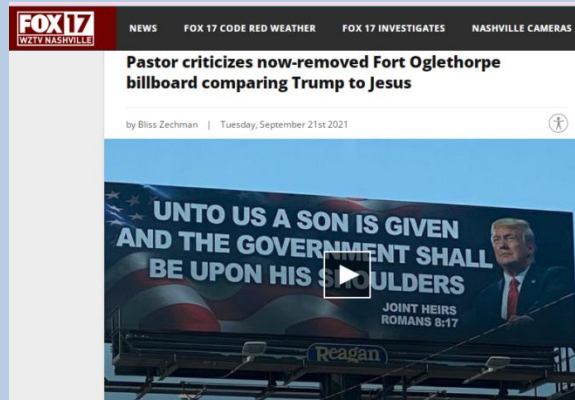 FOX 17
WZTV NASHVILLE
NEWS FOX 17 CODE RED WEATHER FOX 17 INVESTIGATES NASHVILLE CAMERAS
Pastor criticizes now-removed Fort Oglethorpe
billboard comparing Trump to Jesus
by Bliss Zechman | Tuesday, September 21st 2021
UNTO US A SON IS GIVEN
AND THE GOVERNMENT SHALL
BE UPON HIS SHOULDERS
JOINT HEIRS
ROMANS 8:17
Reagan